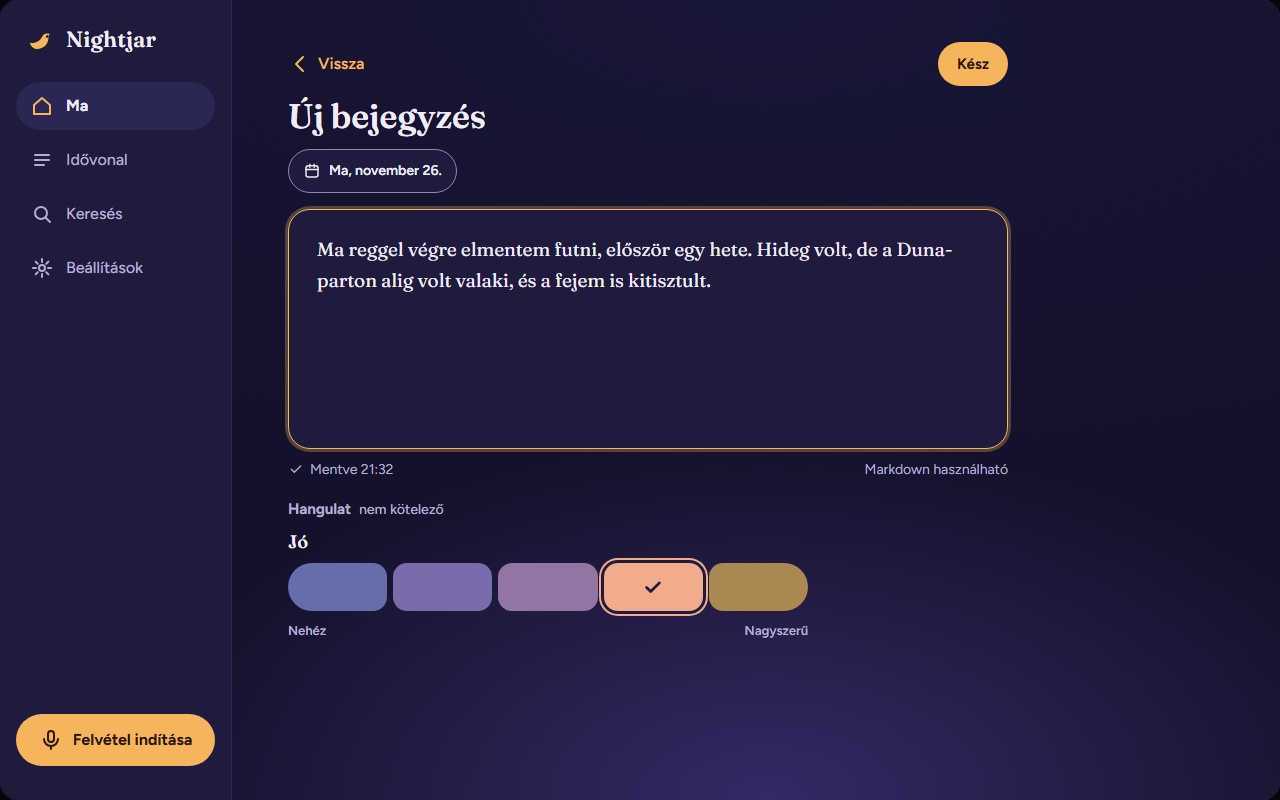 Nightjar
Ma
Idővonal
Keresés
Beállítások
Felvétel indítása
Vissza
Kész
Új bejegyzés
Ma, november 26.
Ma reggel végre elmentem futni, először egy hete. Hideg volt, de a Duna-
parton alig volt valaki, és a fejem is kitisztult.
Mentve 21:32
Markdown használható
Hangulat nem kötelező
Jó
Nehéz
Nagyszerű